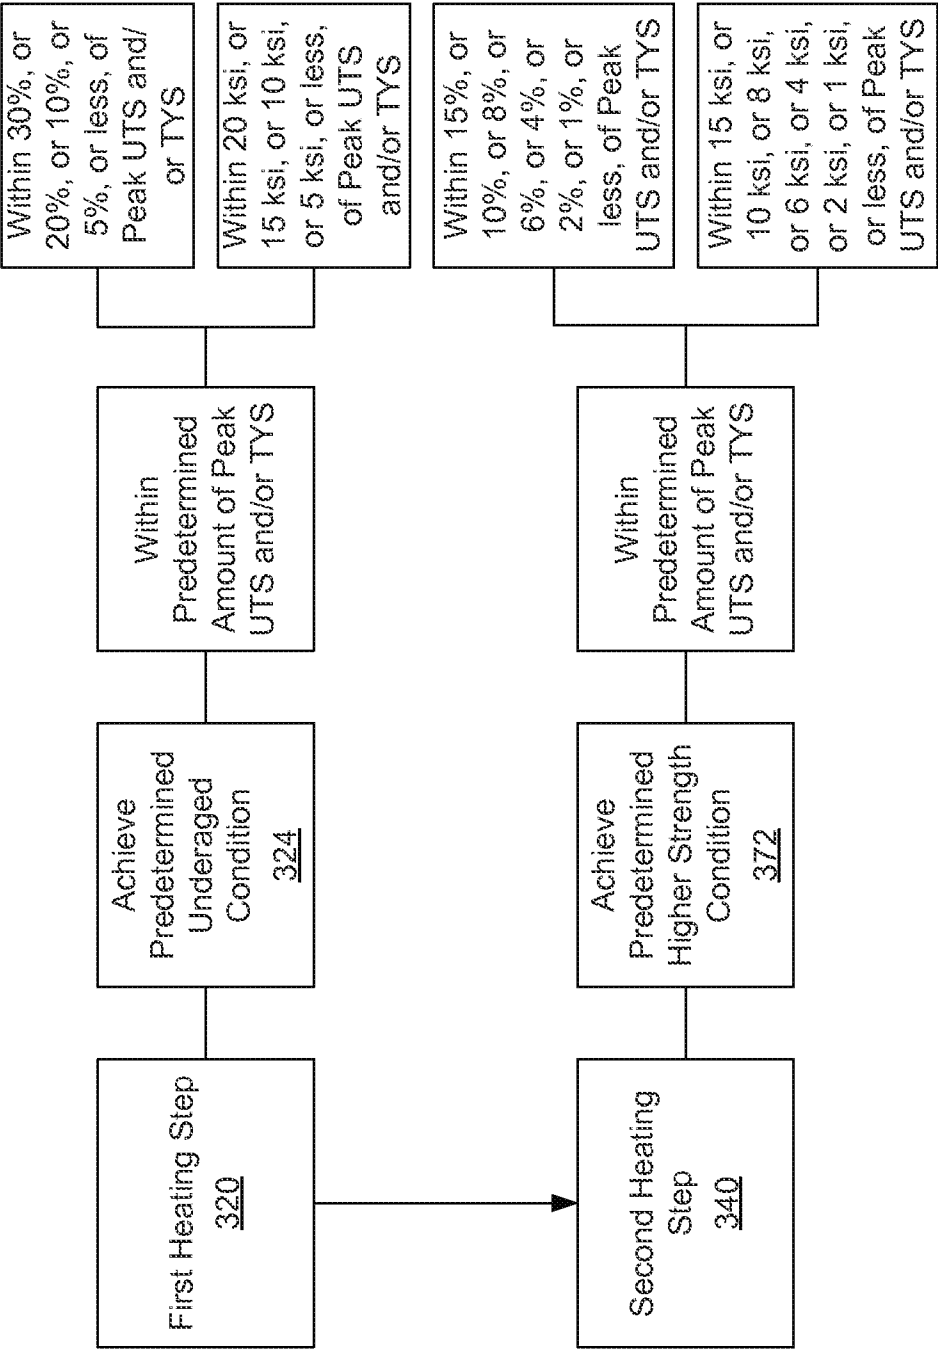 First Heating Step
320
Achieve
Predetermined
Underaged
Condition
324
Within
Predetermined
Amount of Peak
UTS and/or TYS
Within 30%, or
20%, or 10%, or
5%, or less, of
Peak UTS and/
or TYS
Within 20 ksi, or
15 ksi, or 10 ksi,
or 5 ksi, or less,
of Peak UTS
and/or TYS
Second Heating
Step
340
Achieve
Predetermined
Higher Strength
Condition
372
Within
Predetermined
Amount of Peak
UTS and/or TYS
Within 15%, or
10%, or 8%, or
6%, or 4%, or
2%, or 1%, or
less, of Peak
UTS and/or TYS
Within 15 ksi, or
10 ksi, or 8 ksi,
or 6 ksi, or 4 ksi,
or 2 ksi, or 1 ksi,
or less, of Peak
UTS and/or TYS